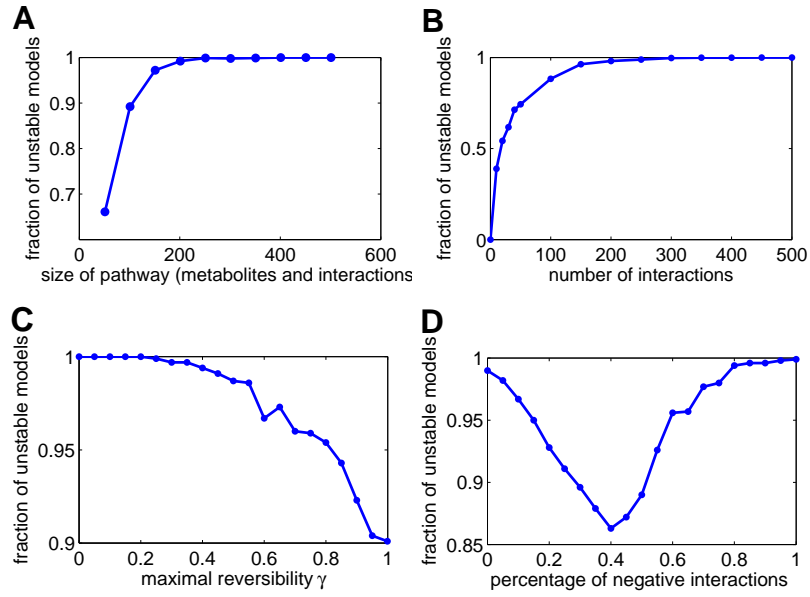 A
fraction of unstable models
1
0.9
0.8
0.7
0 200 400 600
size of pathway (metabolites and interactions
B
fraction of unstable models
1
0.5
0
0 100 200 300 400 500
number of interactions
C
fraction of unstable models
1
0.95
0.9
0 0.2 0.4 0.6 0.8 1
maximal reversibility γ
D
fraction of unstable models
1
0.95
0.9
0.85
0 0.2 0.4 0.6 0.8 1
percentage of negative interactions